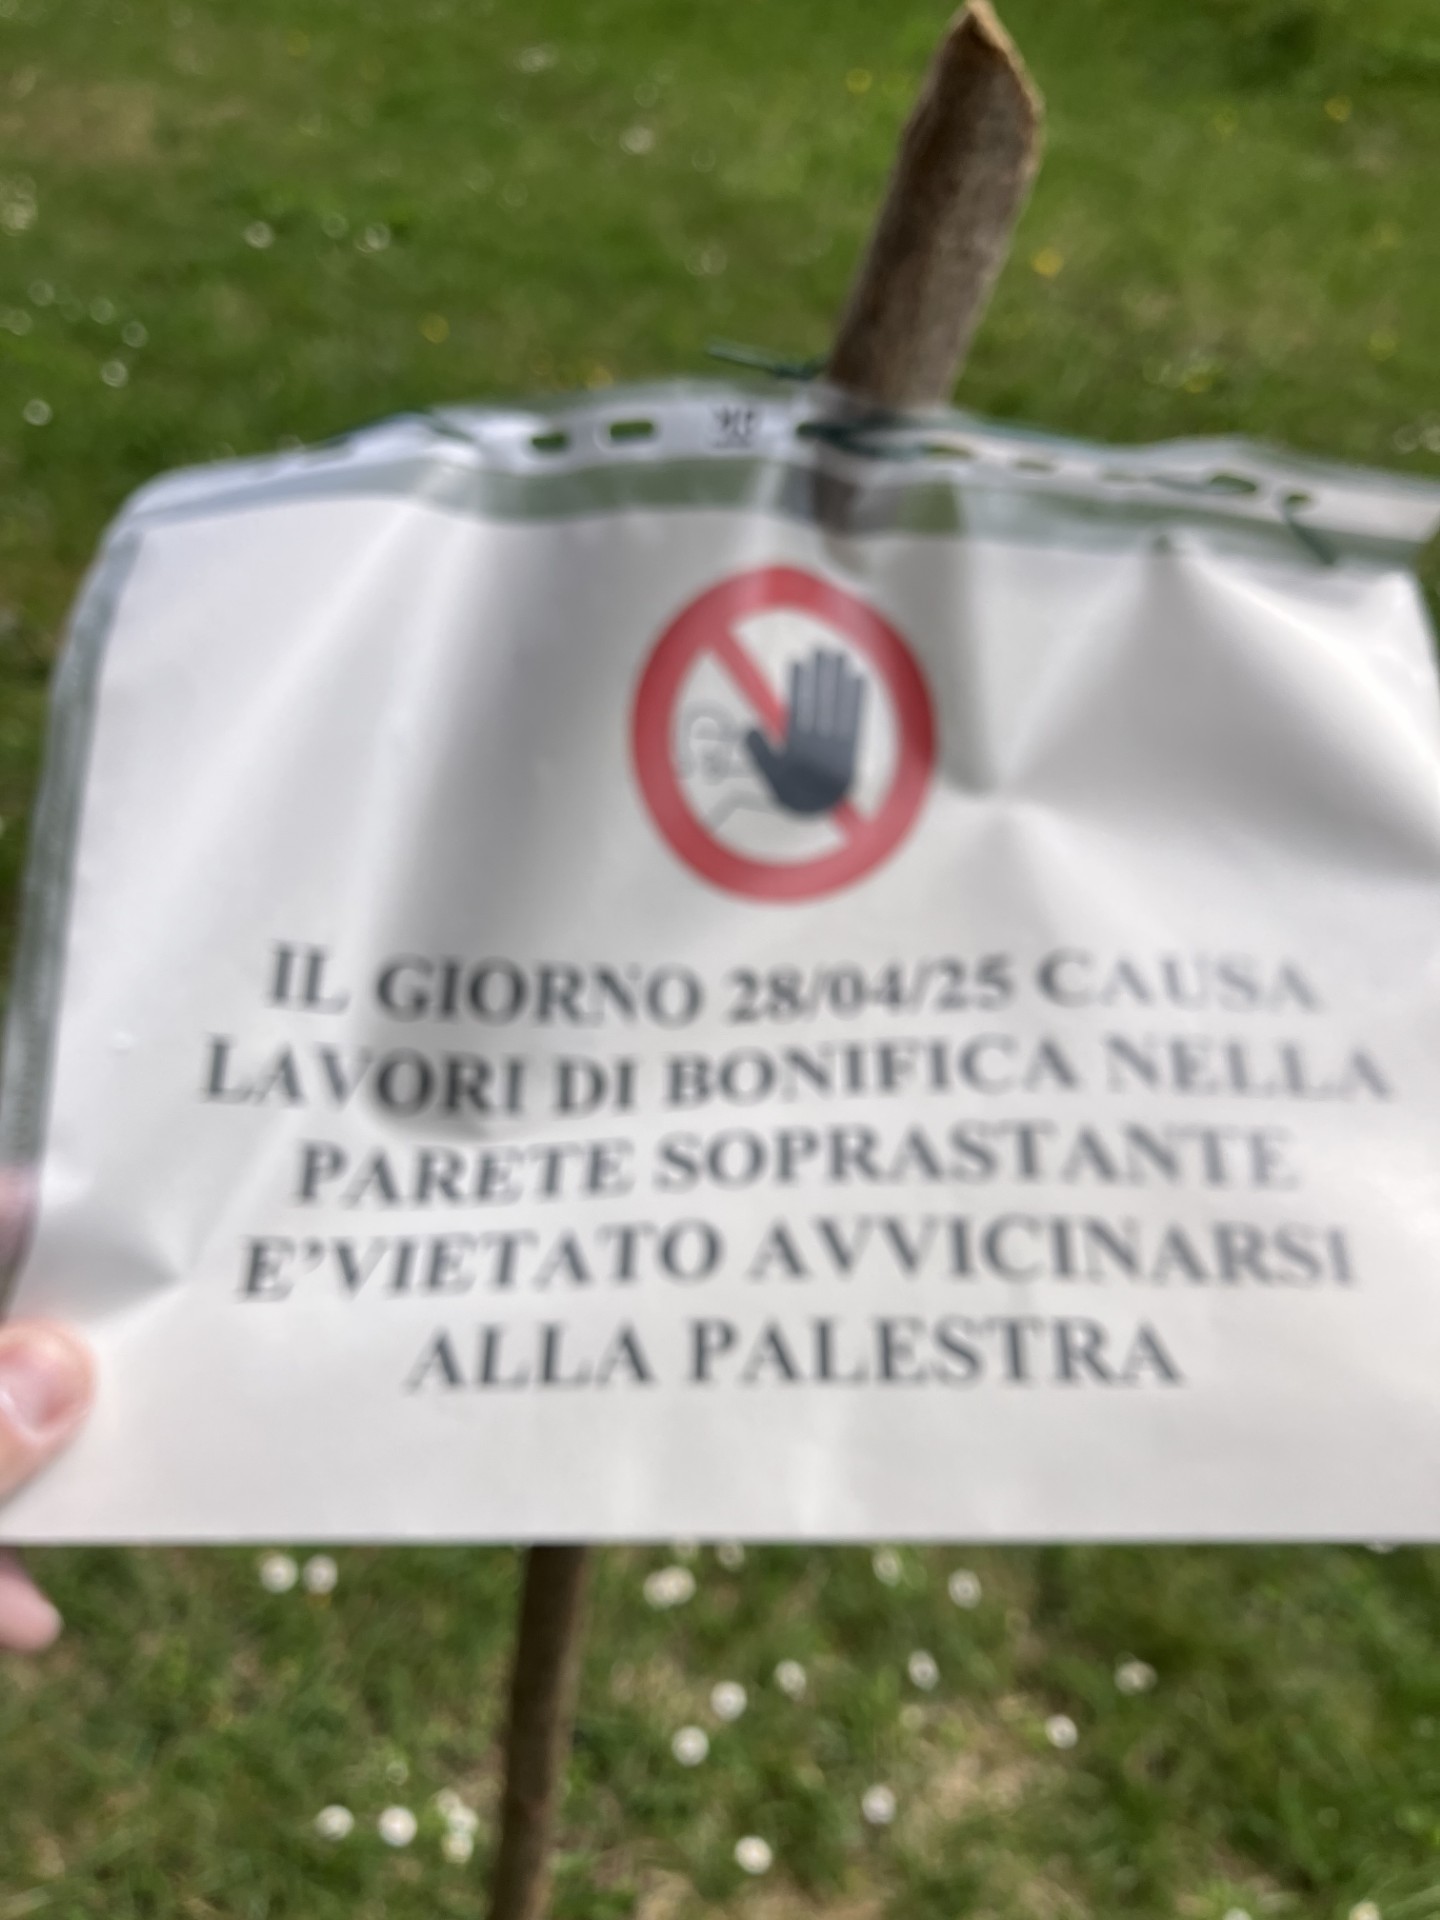 IL GIORNO 28/04/25 CAUSA
LAVORI DI BONIFICA NELLA
PARETE SOPRASTANTE
E'VIETATO AVVICINARSI
ALLA PALESTRA